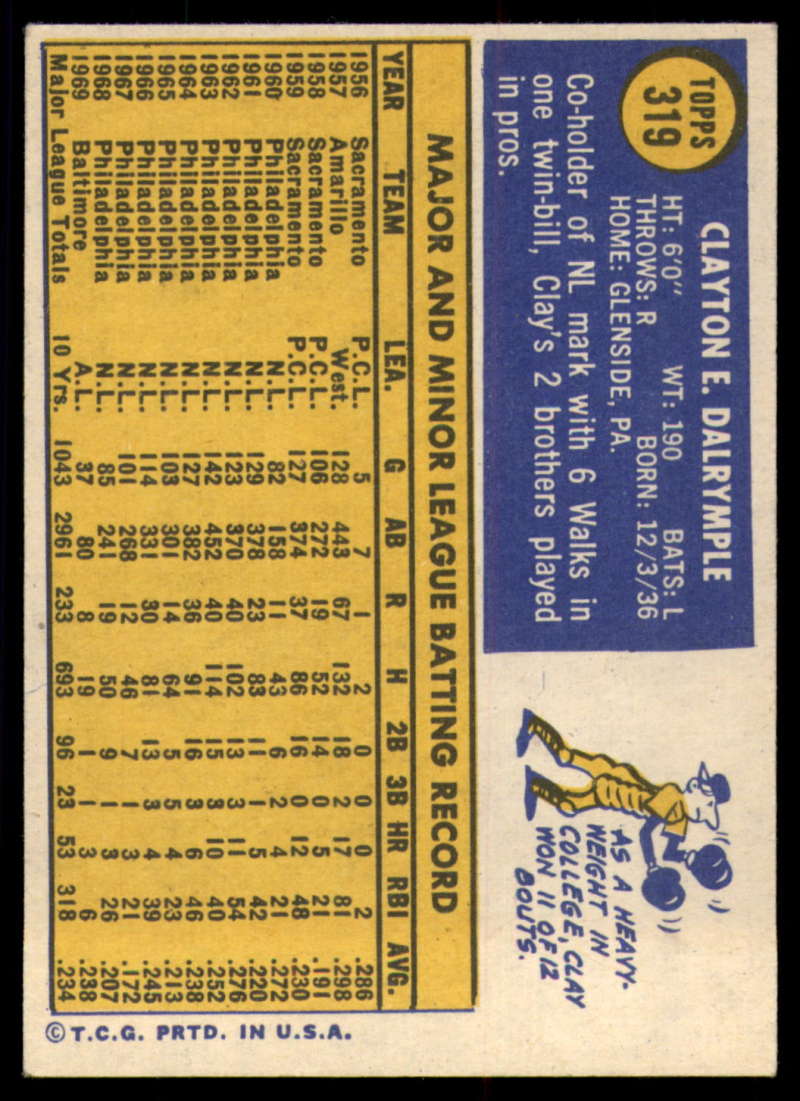 TOPPS
319
CLAYTON E. DALRYMPLE
HT: 6'0" WT: 190 BATS: L
THROWS: R BORN: 12/3/36
HOME: GLENSIDE, PA.
Co-holder of NL mark with 6 Walks in
one twin-bill, Clay's 2 brothers played
in pros.
AS A HEAVY-
WEIGHT IN
COLLEGE, CLAY
WON 11 OF 12
BOUTS.
MAJOR AND MINOR LEAGUE BATTING RECORD
YEAR TEAM LEA. G AB R H 2B 3B HR RBI AVG.
1956 Sacramento P.C.L. 5 7 1 2 0 0 0 2 .286
1957 Amarillo West. 128 443 67 132 18 2 17 81 .298
1958 Sacramento P.C.L. 106 272 19 52 14 0 5 21 .191
1959 Sacramento P.C.L. 127 374 37 86 16 0 12 48 .230
1960 Philadelphia N.L. 82 158 11 43 6 2 4 21 .272
1961 Philadelphia N.L. 129 378 23 83 11 1 5 42 .220
1962 Philadelphia N.L. 123 370 40 102 13 3 11 54 .276
1963 Philadelphia N.L. 142 452 40 114 15 3 10 40 .252
1964 Philadelphia N.L. 127 382 36 91 16 3 6 46 .238
1965 Philadelphia N.L. 103 301 14 64 5 5 4 23 .213
1966 Philadelphia N.L. 114 331 30 81 13 3 4 39 .245
1967 Philadelphia N.L. 101 268 12 46 7 1 3 21 .172
1968 Philadelphia N.L. 85 241 19 50 9 1 3 26 .207
1969 Baltimore A.L. 37 80 8 19 1 1 3 6 .238
Major League Totals 10 Yrs. 1043 2961 233 693 96 23 53 318 .234
© T.C.G. PRTD. IN U.S.A.